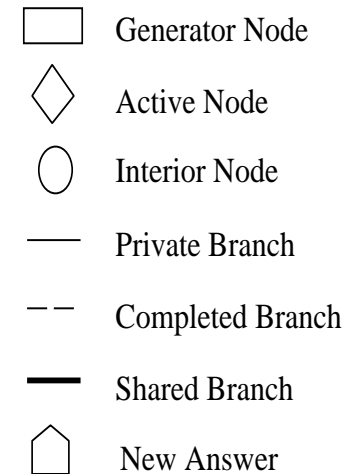 Generator Node
Active Node
Interior Node
Private Branch
Completed Branch
Shared Branch
New Answer